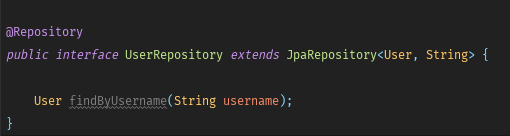 @Repository
public interface UserRepository extends JpaRepository<User, String> {
User findByUsername(String username);
}